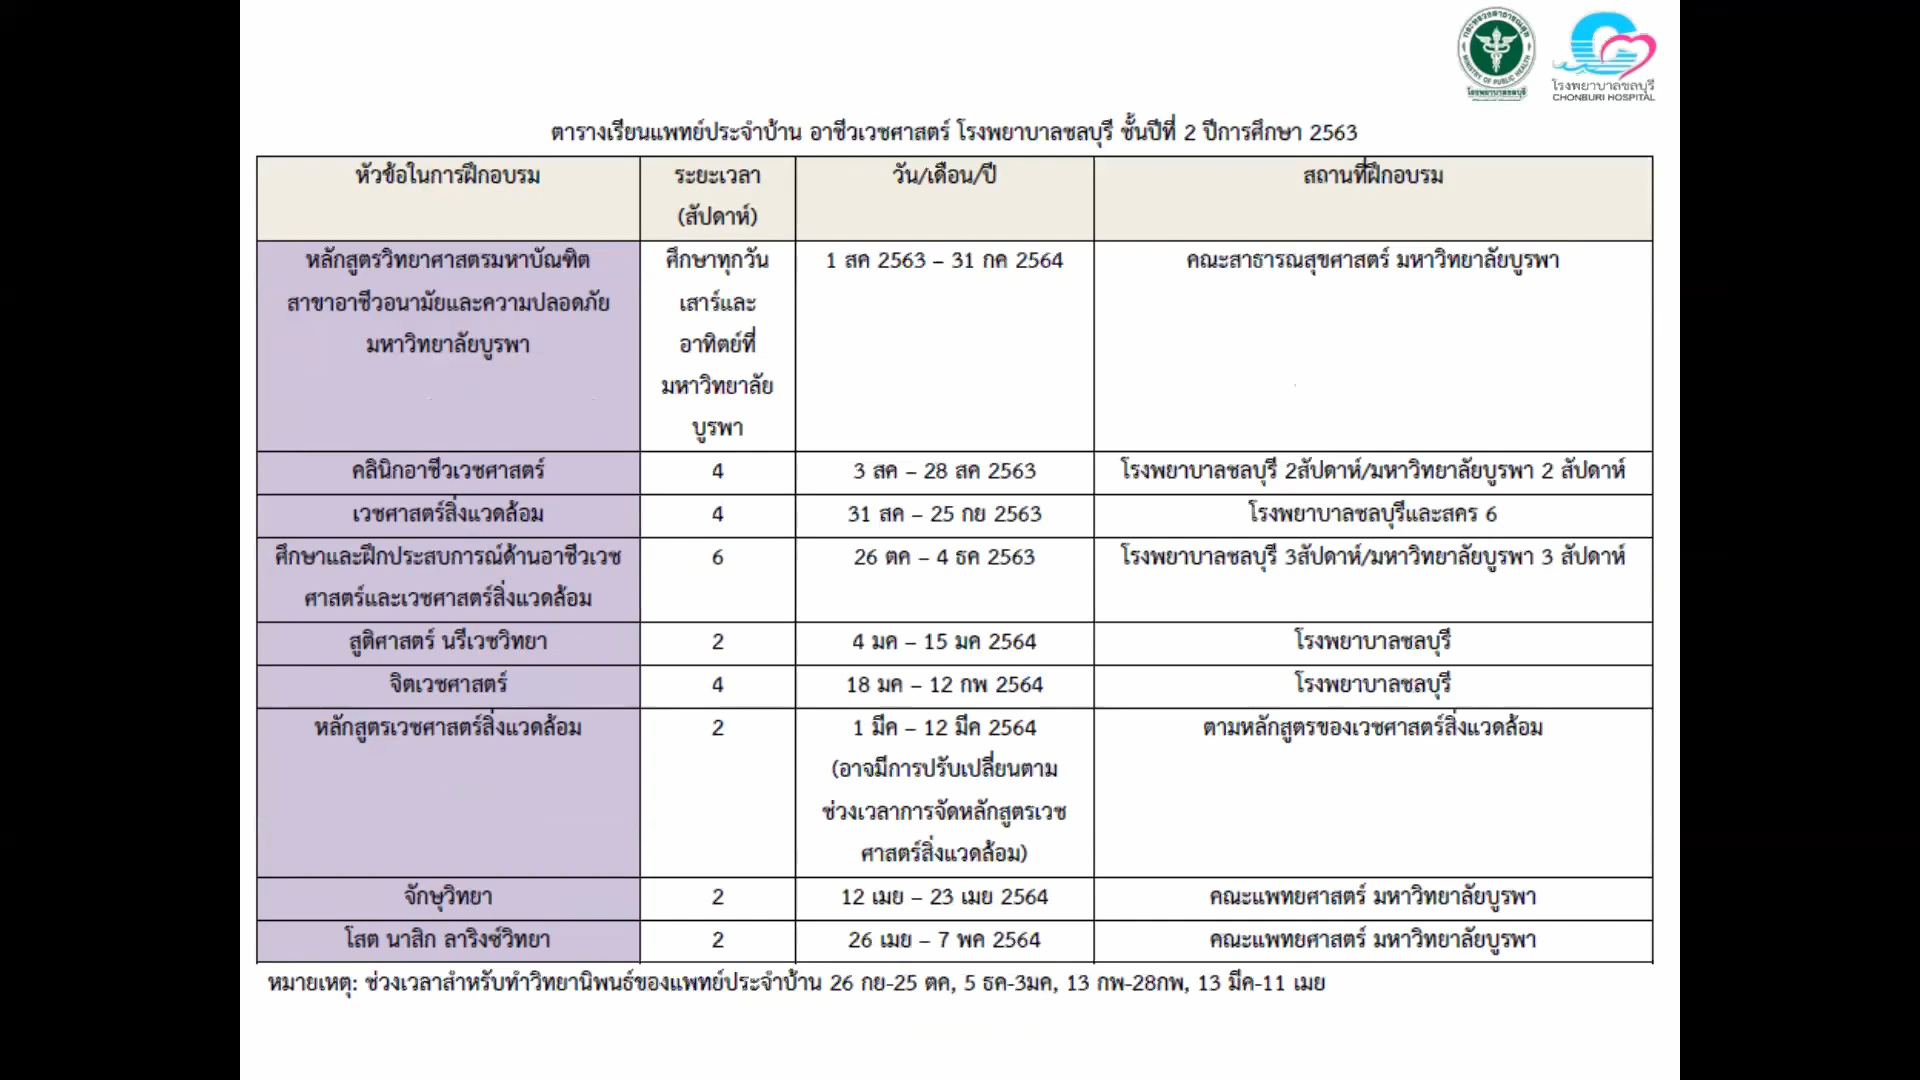 กระทรวงสาธารณสุข
MINISTRY OF PUBLIC HEALTH
โรงพยาบาลชลบุรี
โรงพยาบาลชลบุรี
CHONBURI HOSPITAL
ตารางเรียนแพทย์ประจำบ้าน อาชีวเวชศาสตร์ โรงพยาบาลชลบุรี ชั้นปีที่ 2 ปีการศึกษา 2563
หัวข้อในการฝึกอบรม
ระยะเวลา
(สัปดาห์)
วัน/เดือน/ปี
สถานที่ฝึกอบรม
หลักสูตรวิทยาศาสตรมหาบัณฑิต
สาขาอาชีวอนามัยและความปลอดภัย
มหาวิทยาลัยบูรพา
ศึกษาทุกวัน
เสาร์และ
อาทิตย์ที่
มหาวิทยาลัย
บูรพา
1 สค 2563 – 31 กค 2564
คณะสาธารณสุขศาสตร์ มหาวิทยาลัยบูรพา
คลินิกอาชีวเวชศาสตร์
4
3 สค – 28 สค 2563
โรงพยาบาลชลบุรี 2สัปดาห์/มหาวิทยาลัยบูรพา 2 สัปดาห์
เวชศาสตร์สิ่งแวดล้อม
4
31 สค – 25 กย 2563
โรงพยาบาลชลบุรีและสคร 6
ศึกษาและฝึกประสบการณ์ด้านอาชีวเวช
ศาสตร์และเวชศาสตร์สิ่งแวดล้อม
6
26 ตค – 4 ธค 2563
โรงพยาบาลชลบุรี 3สัปดาห์/มหาวิทยาลัยบูรพา 3 สัปดาห์
สูติศาสตร์ นรีเวชวิทยา
2
4 มค – 15 มค 2564
โรงพยาบาลชลบุรี
จิตเวชศาสตร์
4
18 มค – 12 กพ 2564
โรงพยาบาลชลบุรี
หลักสูตรเวชศาสตร์สิ่งแวดล้อม
2
1 มีค – 12 มีค 2564
(อาจมีการปรับเปลี่ยนตาม
ช่วงเวลาการจัดหลักสูตรเวช
ศาสตร์สิ่งแวดล้อม)
ตามหลักสูตรของเวชศาสตร์สิ่งแวดล้อม
จักษุวิทยา
2
12 เมย – 23 เมย 2564
คณะแพทยศาสตร์ มหาวิทยาลัยบูรพา
โสต นาสิก ลาริงซ์วิทยา
2
26 เมย – 7 พค 2564
คณะแพทยศาสตร์ มหาวิทยาลัยบูรพา
หมายเหตุ: ช่วงเวลาสำหรับทำวิทยานิพนธ์ของแพทย์ประจำบ้าน 26 กย-25 ตค, 5 ธค-3มค, 13 กพ-28กพ, 13 มีค-11 เมย